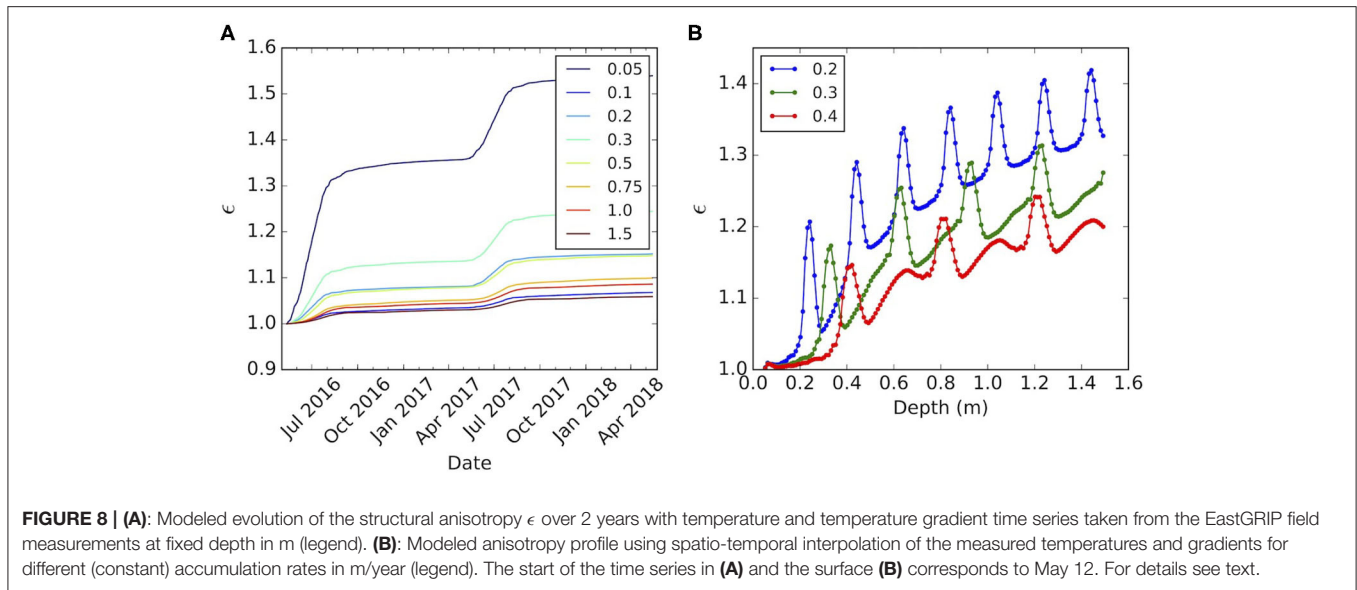 A
1.6
1.5
1.4
1.3
1.2
1.1
1.0
0.9
ϵ
0.05
0.1
0.2
0.3
0.5
0.75
1.0
1.5
Jul 2016
Oct 2016
Jan 2017
Apr 2017
Jul 2017
Oct 2017
Jan 2018
Apr 2018
Date
B
1.4
1.3
1.2
1.1
1.0
ϵ
0.2
0.3
0.4
0.0 0.2 0.4 0.6 0.8 1.0 1.2 1.4 1.6
Depth (m)
FIGURE 8 | (A): Modeled evolution of the structural anisotropy ϵ over 2 years with temperature and temperature gradient time series taken from the EastGRIP field
measurements at fixed depth in m (legend). (B): Modeled anisotropy profile using spatio-temporal interpolation of the measured temperatures and gradients for
different (constant) accumulation rates in m/year (legend). The start of the time series in (A) and the surface (B) corresponds to May 12. For details see text.